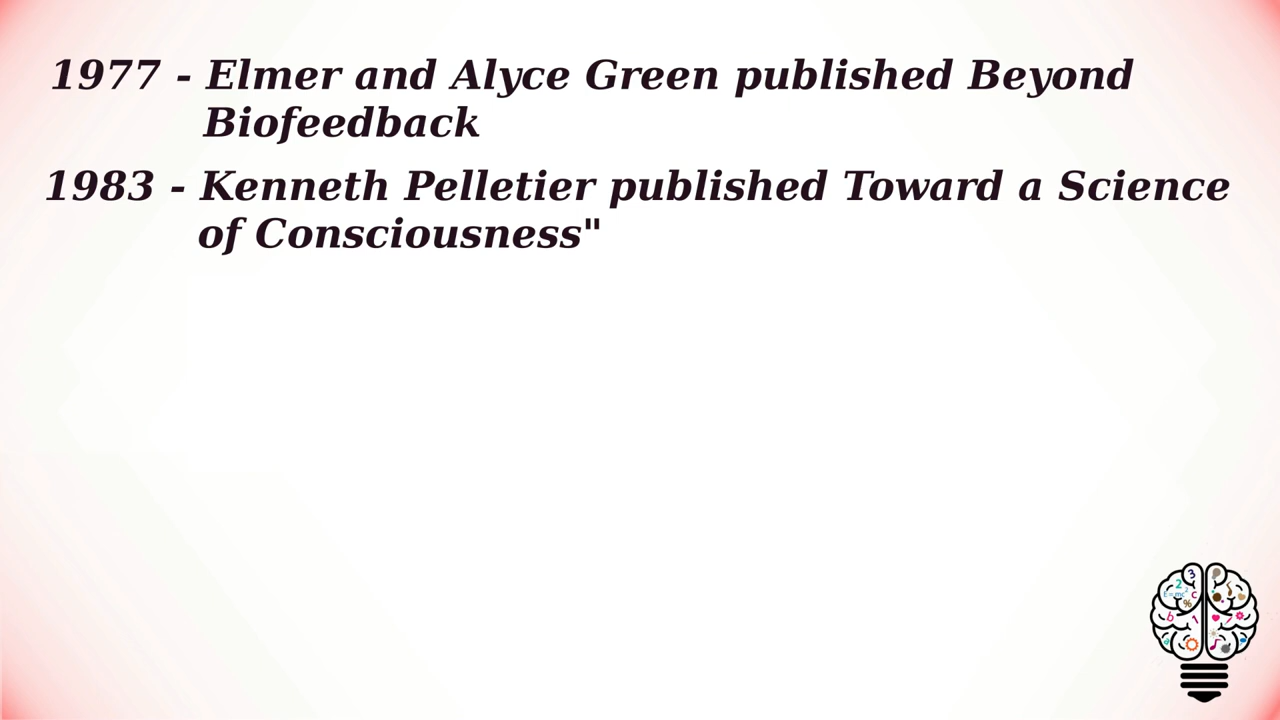 1977 - Elmer and Alyce Green published Beyond
Biofeedback
1983 - Kenneth Pelletier published Toward a Science
of Consciousness"